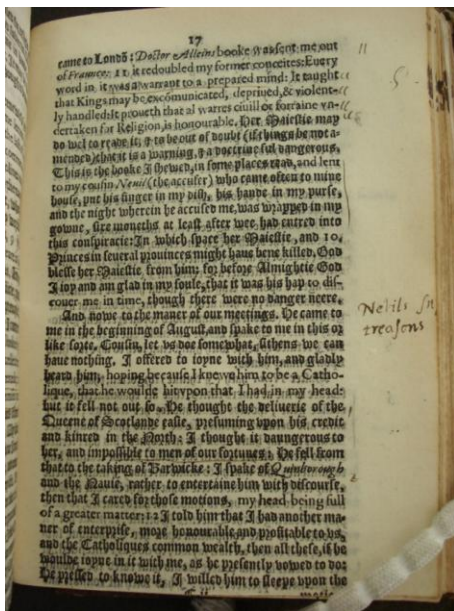 17
came to Londō: Doctor Alleins booke was sent me out
of Fraunce: 11, it redoubled my former conceites: Euery
word in it was a warrant to a prepared mind: It taught
that Kings may be excōmunicated, depriued, & violent-
ly handled: It proueth that al warres ciuill or forraine vn-
dertaken for Religion, is honourable. Her Maiestie may
do wel to reade it, & to be out of doubt (if things be not a-
mended) that it is a warning, & a doctrine ful dangerous,
This is the booke I shewed, in some places read, and lent
to my cousin Neuil (the accuser) who came often to mine
house, put his finger in my dish, his hande in my purse,
and the night wherein he accused me, was wrapped in my
gowne, sixe moneths at least after wee had entred into
this conspiracie: In which space her Maiestie, and 10.
Princes in seueral prouinces might haue bene killed. God
blesse her Maiestie from him: for before Almightie God
I ioy and am glad in my soule, that it was his hap to dis-
couer me in time, though there were no danger neere.
And nowe to the maner of our meetings. He came to
me in the beginning of August, and spake to me in this or
like sorte. Cousin, let vs doe somewhat, sithens we can
haue nothing. I offered to ioyne with him, and gladly
heard him, hoping because I knew him to be a Catho-
lique, that he woulde hit vpon that I had in my head:
but it fell not out so. He thought the deliuerie of the
Queene of Scotlande easie, presuming vpon his credit
and kinred in the North: I thought it daungerous to
her, and impossible to men of our fortunes: He fell from
that to the taking of Barwicke: I spake of Quinborough
and the Nauie, rather to entertaine him with discourse,
then that I cared for those motions, my head being full
of a greater matter: 12 I told him that I had another ma-
ner of enterprise, more honourable and profitable to vs,
and the Catholiques common wealth, then all these, if he
woulde ioyne in it with me, as he presently vowed to do:
He pressed to knowe it, I willed him to sleepe vpon the
Nevils
treasons